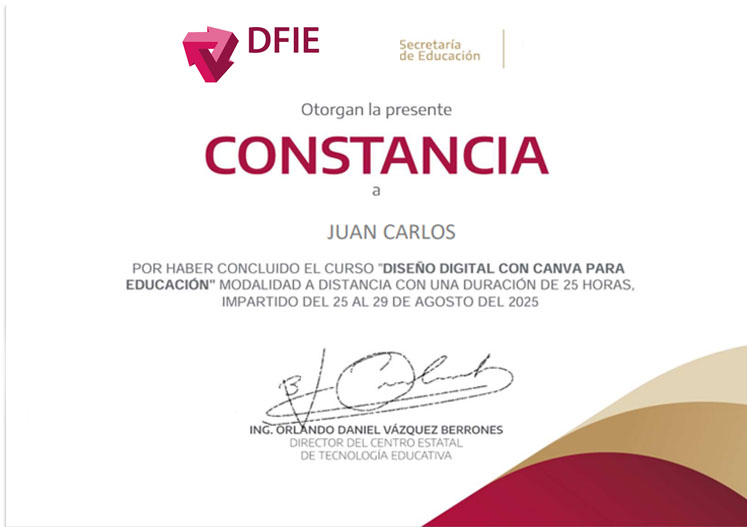 DFIE
Secretaría
de Educación
Otorgan la presente
CONSTANCIA
a
JUAN CARLOS
POR HABER CONCLUIDO EL CURSO "DISEÑO DIGITAL CON CANVA PARA
EDUCACIÓN" MODALIDAD A DISTANCIA CON UNA DURACIÓN DE 25 HORAS,
IMPARTIDO DEL 25 AL 29 DE AGOSTO DEL 2025
ING. ORLANDO DANIEL VÁZQUEZ BERRONES
DIRECTOR DEL CENTRO ESTATAL
DE TECNOLOGÍA EDUCATIVA